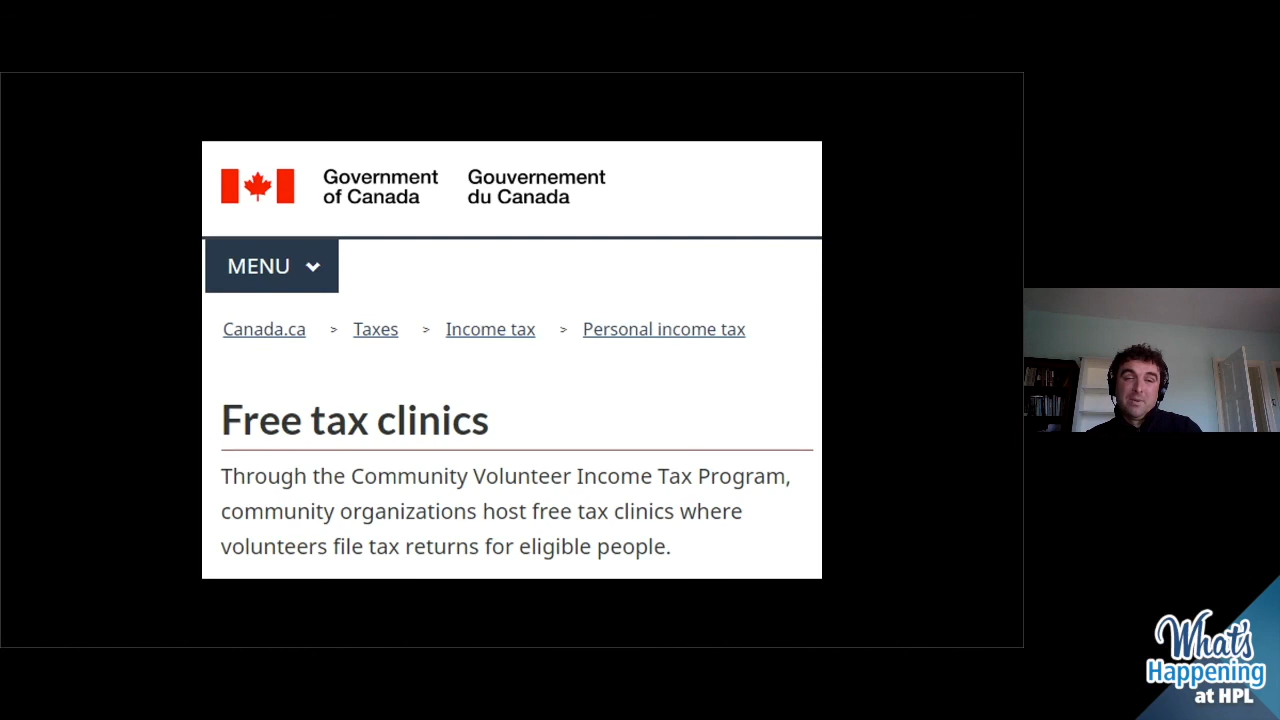 Government of Canada
Gouvernement du Canada
MENU
Canada.ca > Taxes > Income tax > Personal income tax
Free tax clinics
Through the Community Volunteer Income Tax Program,
community organizations host free tax clinics where
volunteers file tax returns for eligible people.
What's
Happening
at HPL